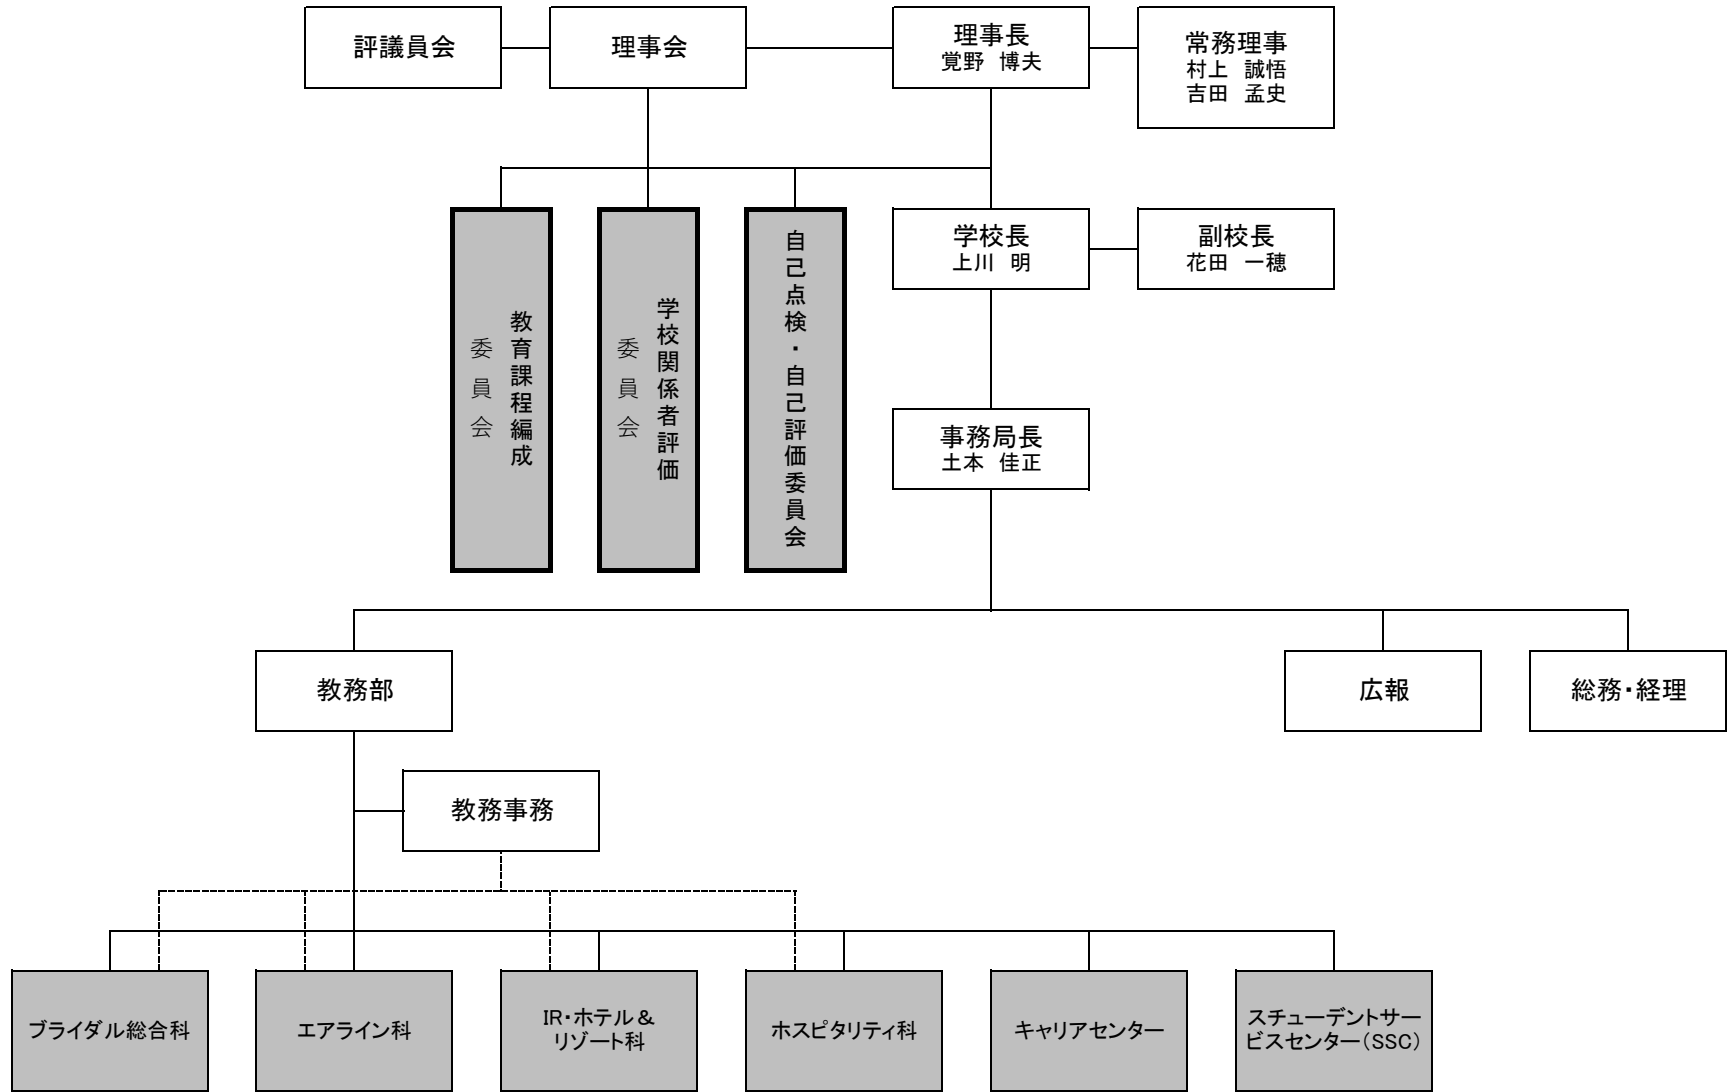 評議員会
理事会
理事長
覚野　博夫
常務理事
村上　誠悟
吉田　孟史
教育課程編成
委員会
学校関係者評価
委員会
自己点検・自己評価委員会
学校長
上川　明
副校長
花田　一穂
事務局長
土本　佳正
教務部
広報
総務・経理
教務事務
ブライダル総合科
エアライン科
IR・ホテル＆
リゾート科
ホスピタリティ科
キャリアセンター
スチューデントサー
ビスセンター（SSC）